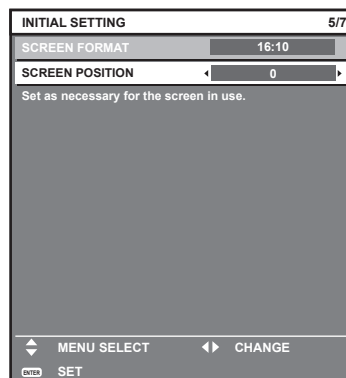 INITIAL SETTING 5/7
SCREEN FORMAT 16:10
SCREEN POSITION 0
Set as necessary for the screen in use.
MENU SELECT CHANGE
ENTER SET